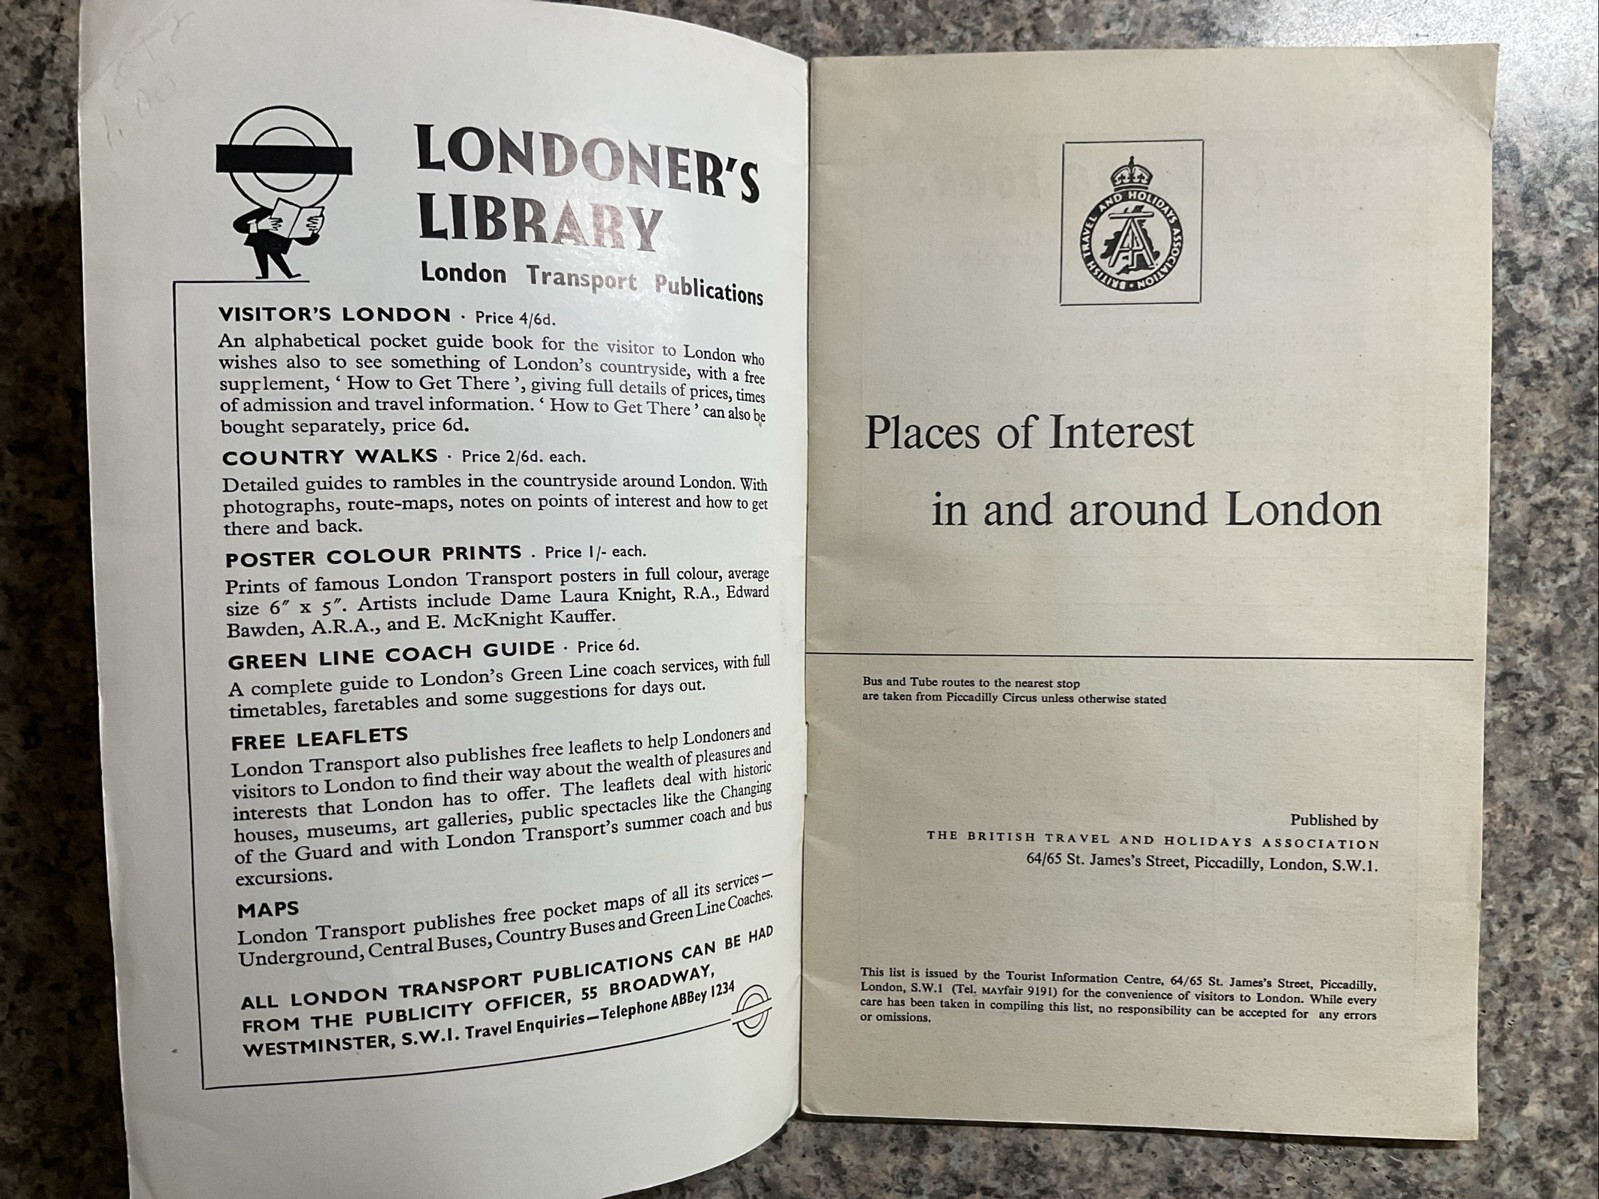 LONDONER'S
LIBRARY
London Transport Publications
VISITOR'S LONDON · Price 4/6d.
An alphabetical pocket guide book for the visitor to London who
wishes also to see something of London's countryside, with a free
supplement, ' How to Get There ', giving full details of prices, times
of admission and travel information. ' How to Get There ' can also be
bought separately, price 6d.
COUNTRY WALKS · Price 2/6d. each.
Detailed guides to rambles in the countryside around London. With
photographs, route-maps, notes on points of interest and how to get
there and back.
POSTER COLOUR PRINTS . Price 1/- each.
Prints of famous London Transport posters in full colour, average
size 6″ x 5″. Artists include Dame Laura Knight, R.A., Edward
Bawden, A.R.A., and E. McKnight Kauffer.
GREEN LINE COACH GUIDE · Price 6d.
A complete guide to London's Green Line coach services, with full
timetables, faretables and some suggestions for days out.
FREE LEAFLETS
London Transport also publishes free leaflets to help Londoners and
visitors to London to find their way about the wealth of pleasures and
interests that London has to offer. The leaflets deal with historic
houses, museums, art galleries, public spectacles like the Changing
of the Guard and with London Transport's summer coach and bus
excursions.
MAPS
London Transport publishes free pocket maps of all its services—
Underground, Central Buses, Country Buses and Green Line Coaches.
ALL LONDON TRANSPORT PUBLICATIONS CAN BE HAD
FROM THE PUBLICITY OFFICER, 55 BROADWAY,
WESTMINSTER, S.W.1. Travel Enquiries—Telephone ABBey 1234
BRITISH TRAVEL AND HOLIDAYS ASSOCIATION
Places of Interest
in and around London
Bus and Tube routes to the nearest stop
are taken from Piccadilly Circus unless otherwise stated
Published by
THE BRITISH TRAVEL AND HOLIDAYS ASSOCIATION
64/65 St. James's Street, Piccadilly, London, S.W.1.
This list is issued by the Tourist Information Centre, 64/65 St. James's Street, Piccadilly,
London, S.W.1 (Tel. MAYfair 9191) for the convenience of visitors to London. While every
care has been taken in compiling this list, no responsibility can be accepted for any errors
or omissions.